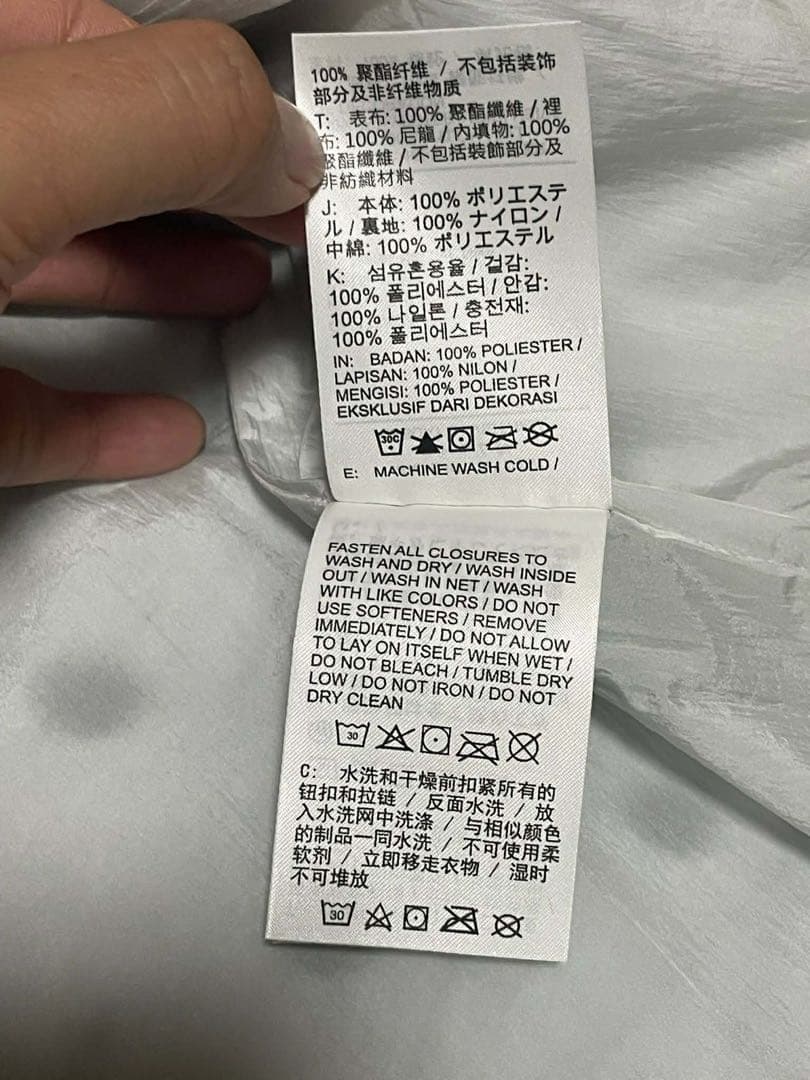 100% 聚酯纤维 / 不包括装饰
部分及非纤维物质
T: 表布: 100% 聚酯纖維 / 裡
布: 100% 尼龍 / 內填物: 100%
聚酯纖維 / 不包括裝飾部分及
非紡織材料
J: 本体: 100% ポリエステ
ル / 裏地: 100% ナイロン /
中綿: 100% ポリエステル
K: 섬유혼용율 / 겉감:
100% 폴리에스터 / 안감:
100% 나일론 / 충전재:
100% 폴리에스터
IN: BADAN: 100% POLIESTER /
LAPISAN: 100% NILON /
MENGISI: 100% POLIESTER /
EKSKLUSIF DARI DEKORASI
30C
E: MACHINE WASH COLD /
FASTEN ALL CLOSURES TO
WASH AND DRY / WASH INSIDE
OUT / WASH IN NET / WASH
WITH LIKE COLORS / DO NOT
USE SOFTENERS / REMOVE
IMMEDIATELY / DO NOT ALLOW
TO LAY ON ITSELF WHEN WET /
DO NOT BLEACH / TUMBLE DRY
LOW / DO NOT IRON / DO NOT
DRY CLEAN
30
C: 水洗和干燥前扣紧所有的
钮扣和拉链 / 反面水洗 / 放
入水洗网中洗涤 / 与相似颜色
的制品一同水洗 / 不可使用柔
软剂 / 立即移走衣物 / 湿时
不可堆放
30